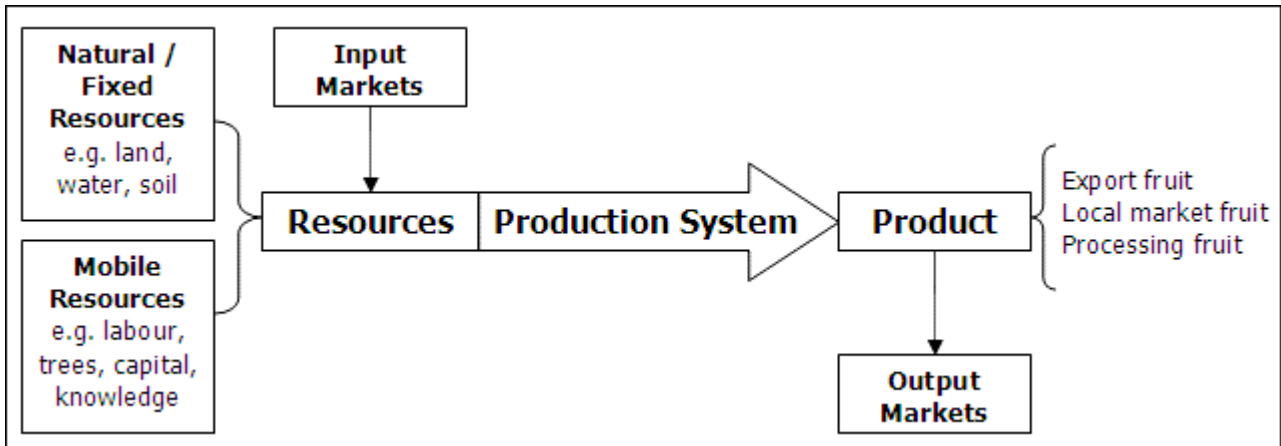 Natural /
Fixed
Resources
e.g. land,
water, soil
Input
Markets
Mobile
Resources
e.g. labour,
trees, capital,
knowledge
Resources
Production System
Product
Export fruit
Local market fruit
Processing fruit
Output
Markets